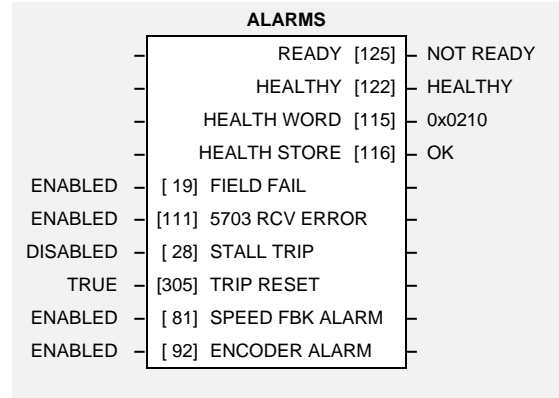 ALARMS
READY [125] – NOT READY
HEALTHY [122] – HEALTHY
HEALTH WORD [115] – 0x0210
HEALTH STORE [116] – OK
ENABLED – [ 19] FIELD FAIL
ENABLED – [111] 5703 RCV ERROR
DISABLED – [ 28] STALL TRIP
TRUE – [305] TRIP RESET
ENABLED – [ 81] SPEED FBK ALARM
ENABLED – [ 92] ENCODER ALARM